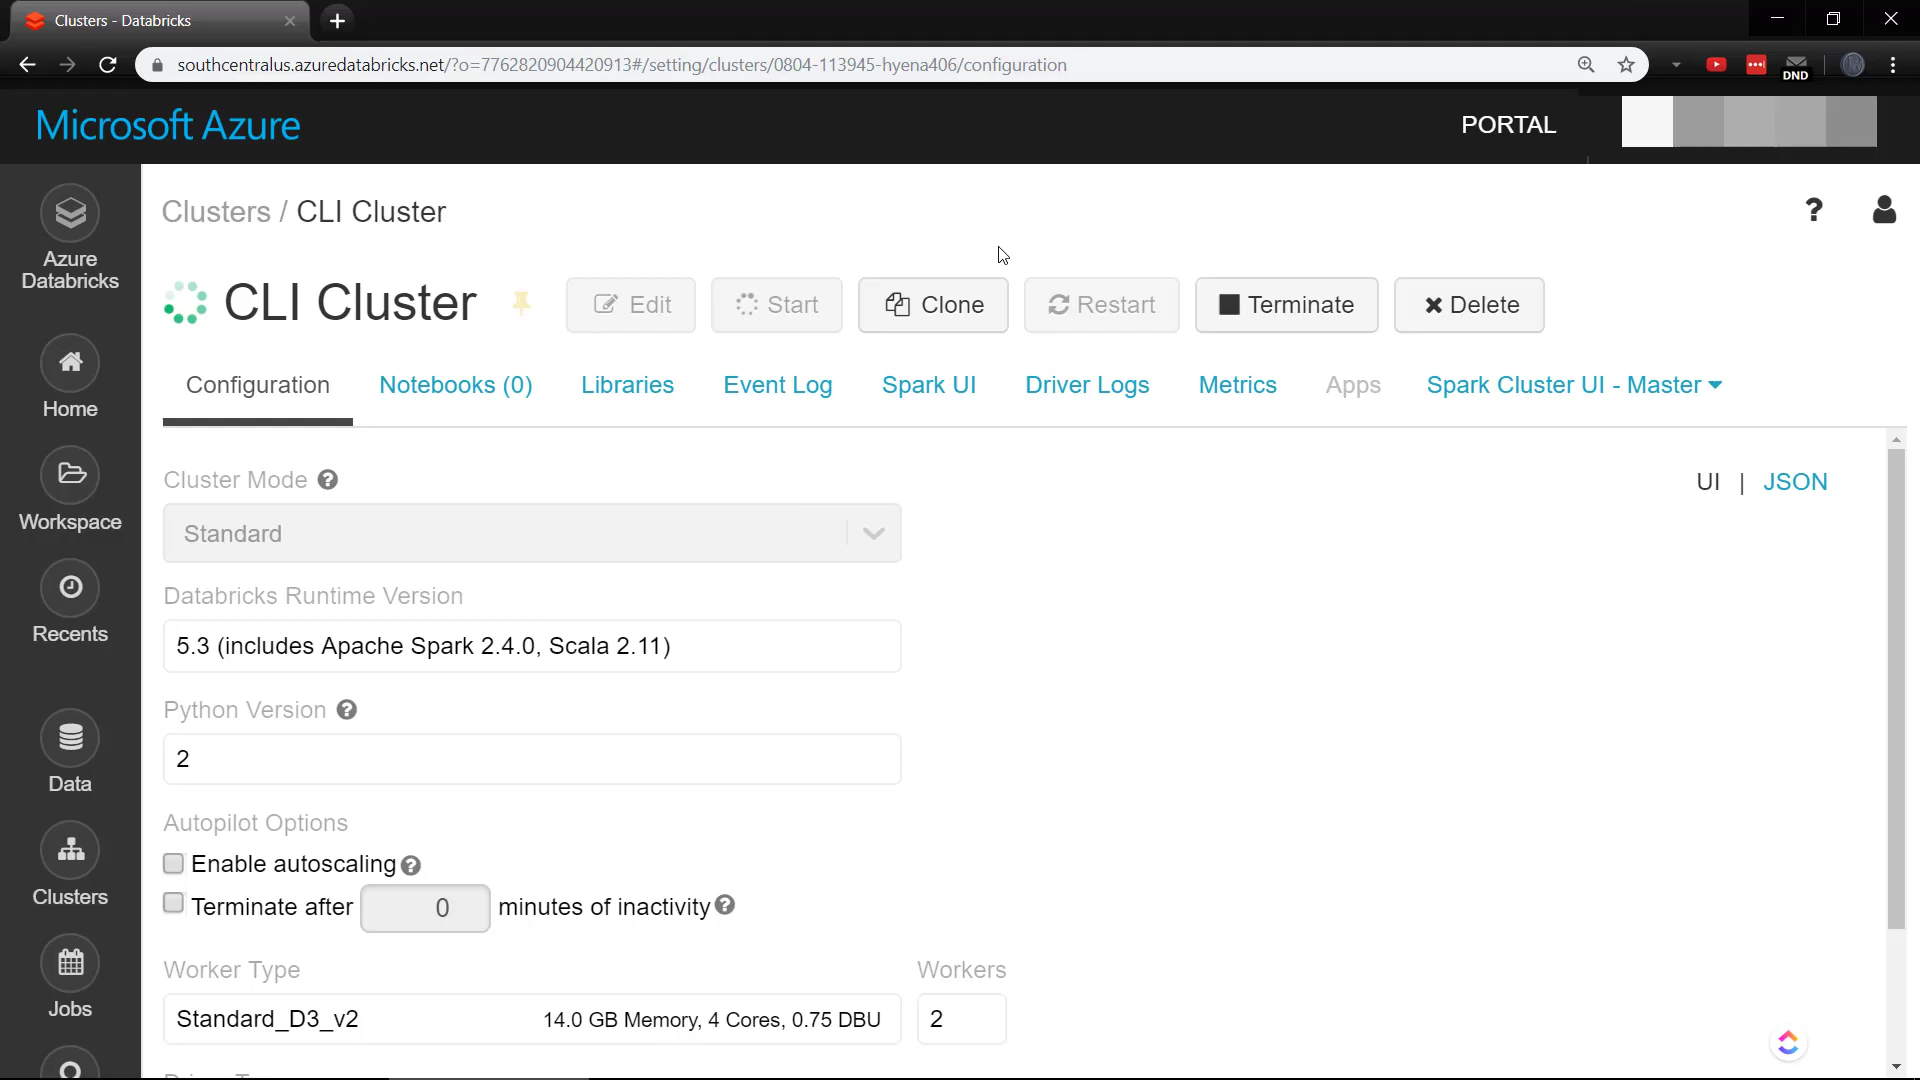 Clusters - Databricks
southcentralus.azuredatabricks.net/?o=7762820904420913#/setting/clusters/0804-113945-hyena406/configuration
DND
Microsoft Azure
PORTAL
Clusters / CLI Cluster
CLI Cluster
Edit
Start
Clone
Restart
Terminate
Delete
Configuration
Notebooks (0)
Libraries
Event Log
Spark UI
Driver Logs
Metrics
Apps
Spark Cluster UI - Master
Azure
Databricks
Home
Workspace
Recents
Data
Clusters
Jobs
Cluster Mode
UI | JSON
Standard
Databricks Runtime Version
5.3 (includes Apache Spark 2.4.0, Scala 2.11)
Python Version
2
Autopilot Options
Enable autoscaling
Terminate after 0 minutes of inactivity
Worker Type
Workers
Standard_D3_v2
14.0 GB Memory, 4 Cores, 0.75 DBU
2